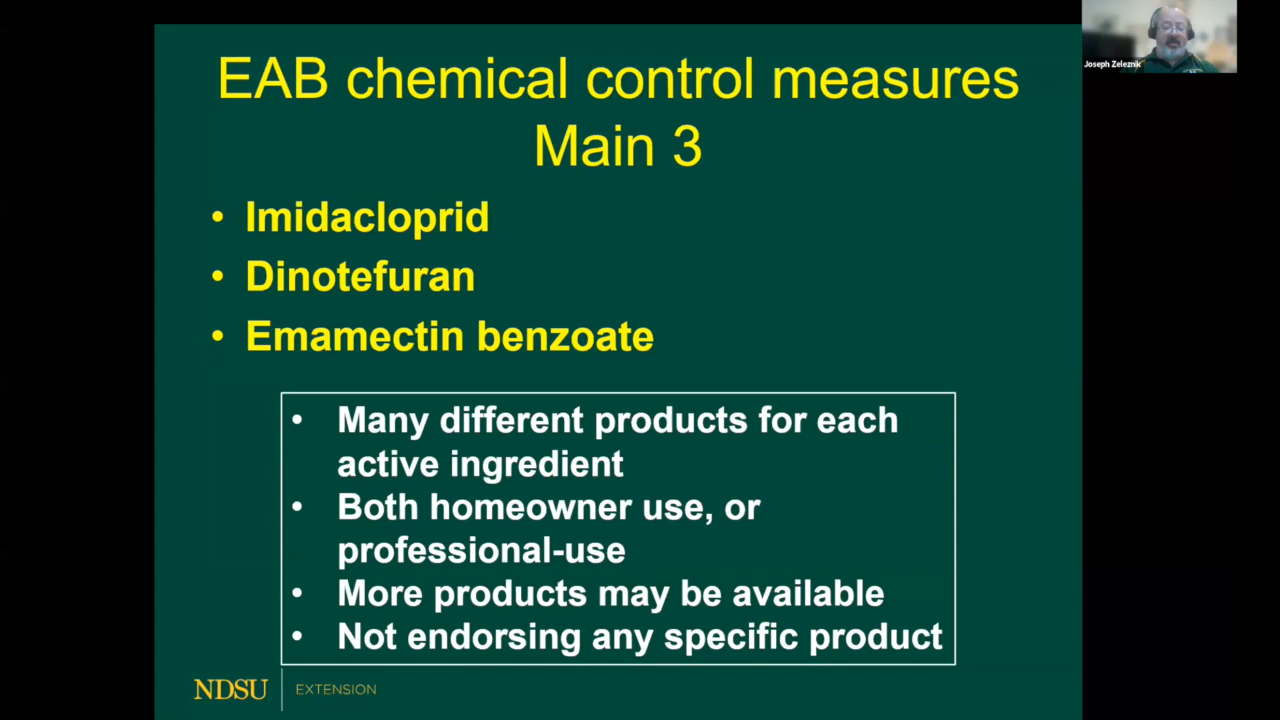 EAB chemical control measures
Main 3
• Imidacloprid
• Dinotefuran
• Emamectin benzoate
• Many different products for each
active ingredient
• Both homeowner use, or
professional-use
• More products may be available
• Not endorsing any specific product
NDSU EXTENSION
Joseph Zeleznik